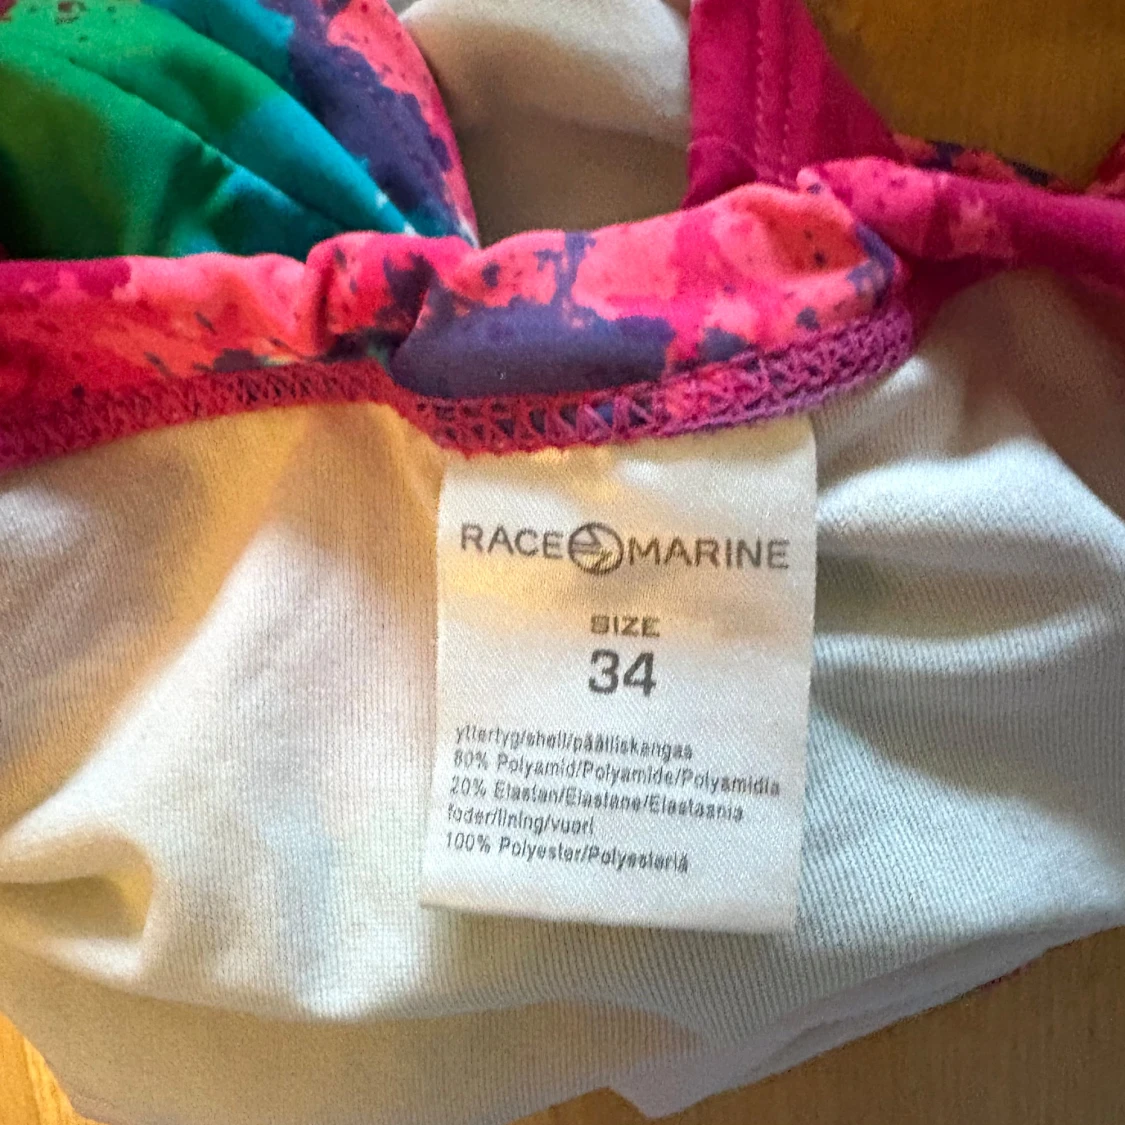 RACE MARINE
SIZE
34
yttertyg/shell/päälliskangas
80% Polyamid/Polyamide/Polyamidia
20% Elastan/Elastane/Elastaania
foder/lining/vuori
100% Polyester/Polyesteriä